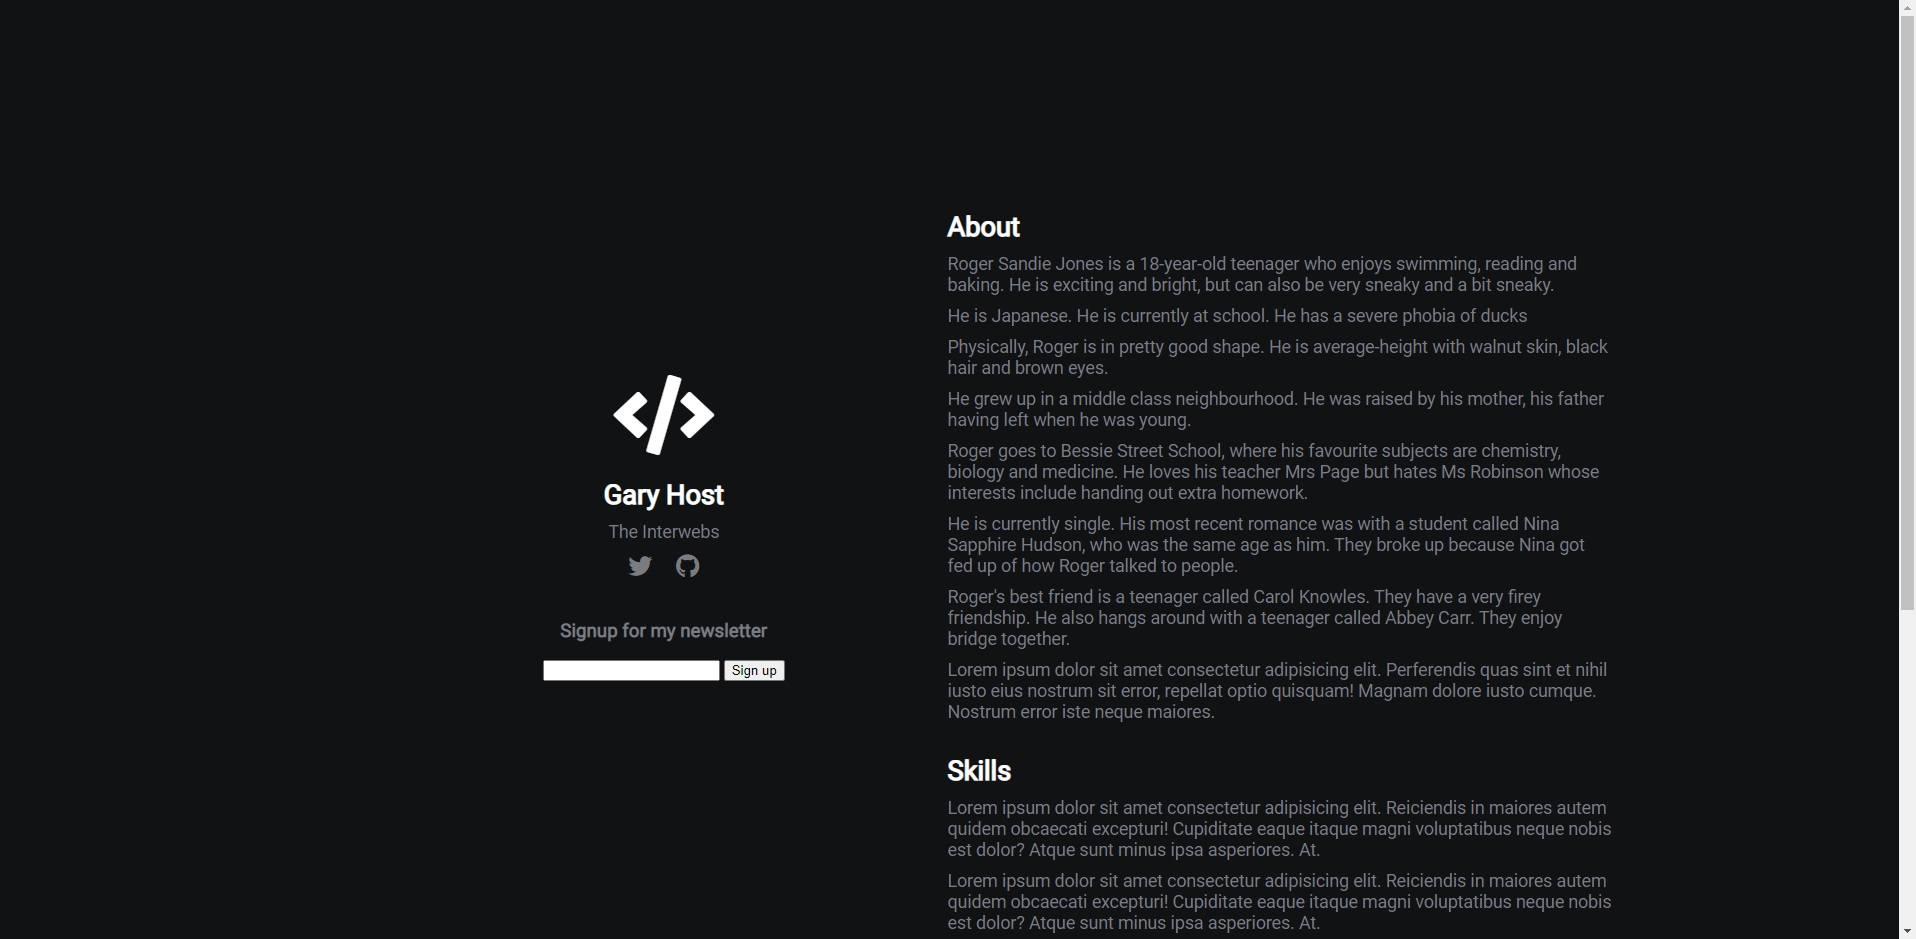 </>
Gary Host
The Interwebs
Signup for my newsletter
Sign up
About
Roger Sandie Jones is a 18-year-old teenager who enjoys swimming, reading and
baking. He is exciting and bright, but can also be very sneaky and a bit sneaky.
He is Japanese. He is currently at school. He has a severe phobia of ducks
Physically, Roger is in pretty good shape. He is average-height with walnut skin, black
hair and brown eyes.
He grew up in a middle class neighbourhood. He was raised by his mother, his father
having left when he was young.
Roger goes to Bessie Street School, where his favourite subjects are chemistry,
biology and medicine. He loves his teacher Mrs Page but hates Ms Robinson whose
interests include handing out extra homework.
He is currently single. His most recent romance was with a student called Nina
Sapphire Hudson, who was the same age as him. They broke up because Nina got
fed up of how Roger talked to people.
Roger's best friend is a teenager called Carol Knowles. They have a very firey
friendship. He also hangs around with a teenager called Abbey Carr. They enjoy
bridge together.
Lorem ipsum dolor sit amet consectetur adipisicing elit. Perferendis quas sint et nihil
iusto eius nostrum sit error, repellat optio quisquam! Magnam dolore iusto cumque.
Nostrum error iste neque maiores.
Skills
Lorem ipsum dolor sit amet consectetur adipisicing elit. Reiciendis in maiores autem
quidem obcaecati excepturi! Cupiditate eaque itaque magni voluptatibus neque nobis
est dolor? Atque sunt minus ipsa asperiores. At.
Lorem ipsum dolor sit amet consectetur adipisicing elit. Reiciendis in maiores autem
quidem obcaecati excepturi! Cupiditate eaque itaque magni voluptatibus neque nobis
est dolor? Atque sunt minus ipsa asperiores. At.